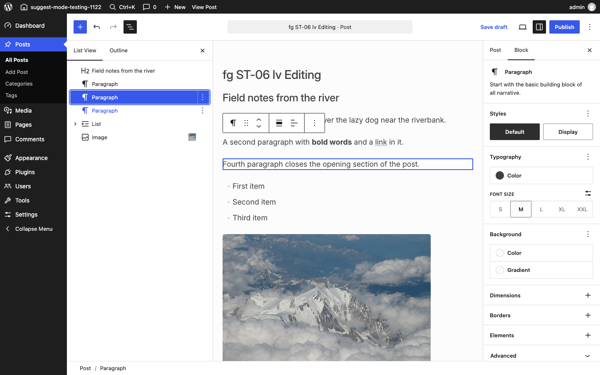 suggest-mode-testing-1122 Ctrl+K 0 New View Post admin
Dashboard
Posts
All Posts
Add Post
Categories
Tags
Media
Pages
Comments
Appearance
Plugins
Users
Tools
Settings
Collapse Menu
fg ST-06 lv Editing · Post
Save draft Publish
List View Outline
H2 Field notes from the river
Paragraph
Paragraph
Paragraph
List
Image
fg ST-06 lv Editing
Field notes from the river
ver the lazy dog near the riverbank.
A second paragraph with bold words and a link in it.
Fourth paragraph closes the opening section of the post.
First item
Second item
Third item
Post Block
Paragraph
Start with the basic building block of all narrative.
Styles
Default Display
Typography
Color
FONT SIZE
S M L XL XXL
Background
Color
Gradient
Dimensions
Borders
Elements
Advanced
Post / Paragraph